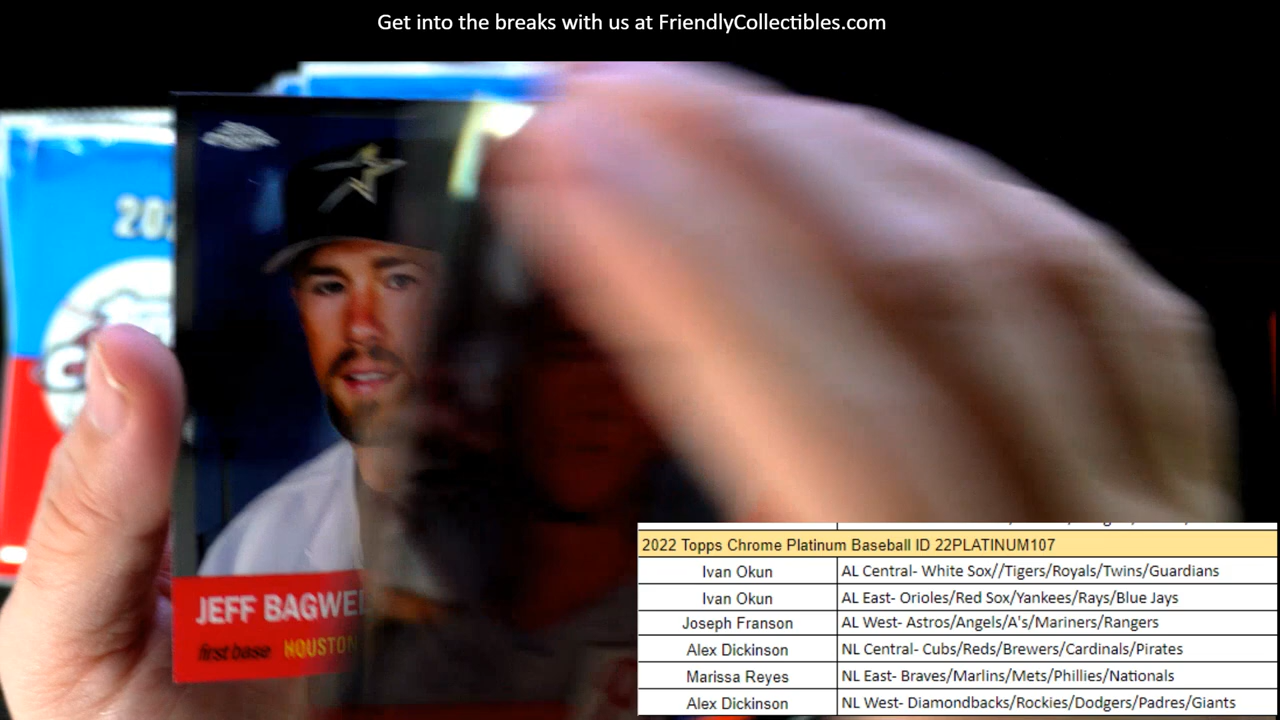 Get into the breaks with us at FriendlyCollectibles.com
JEFF BAGWE
first base HOUSTON
2022 Topps Chrome Platinum Baseball ID 22PLATINUM107
Ivan Okun AL Central- White Sox//Tigers/Royals/Twins/Guardians
Ivan Okun AL East- Orioles/Red Sox/Yankees/Rays/Blue Jays
Joseph Franson AL West- Astros/Angels/A's/Mariners/Rangers
Alex Dickinson NL Central- Cubs/Reds/Brewers/Cardinals/Pirates
Marissa Reyes NL East- Braves/Marlins/Mets/Phillies/Nationals
Alex Dickinson NL West- Diamondbacks/Rockies/Dodgers/Padres/Giants